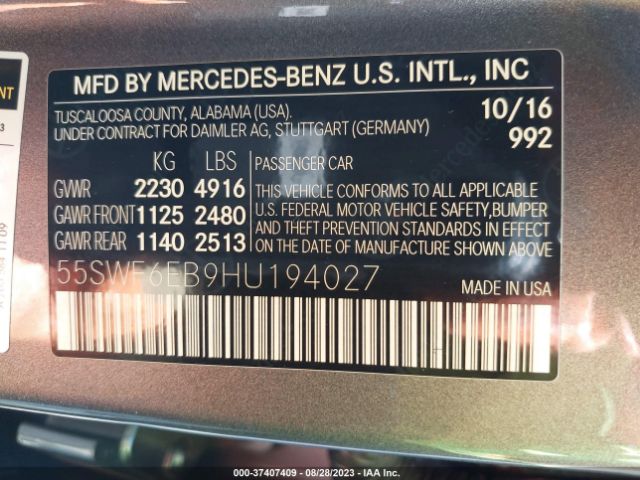 MFD BY MERCEDES-BENZ U.S. INTL., INC
TUSCALOOSA COUNTY, ALABAMA (USA). 10/16
UNDER CONTRACT FOR DAIMLER AG, STUTTGART (GERMANY) 992
KG LBS PASSENGER CAR
GVWR 2230 4916 THIS VEHICLE CONFORMS TO ALL APPLICABLE
GAWR FRONT 1125 2480 U.S. FEDERAL MOTOR VEHICLE SAFETY,BUMPER
AND THEFT PREVENTION STANDARDS IN EFFECT
GAWR REAR 1140 2513 ON THE DATE OF MANUFACTURE SHOWN ABOVE.
55SWF6EB9HU194027 MADE IN USA
000-37407409 - 08/28/2023 - IAA Inc.